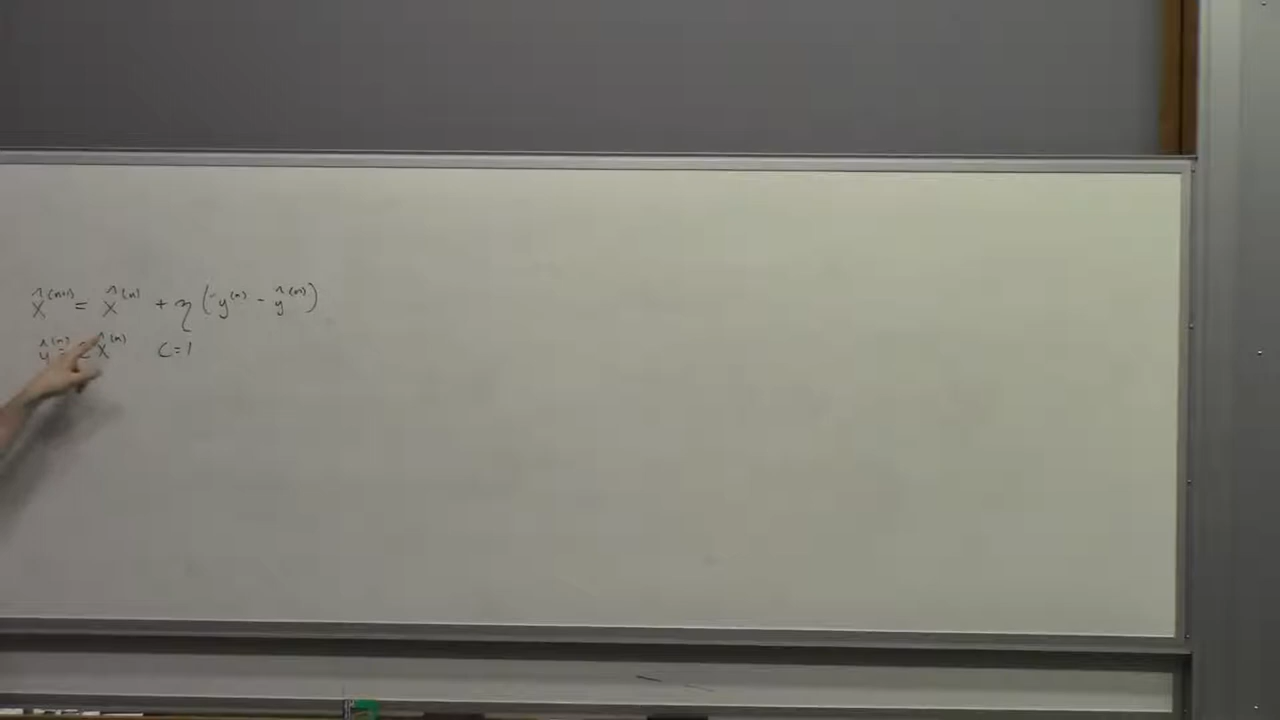 x̂^(n+1) = x̂^(n) + η (y^(n) - ŷ^(n))
ŷ^(n) = C x̂^(n) C=1